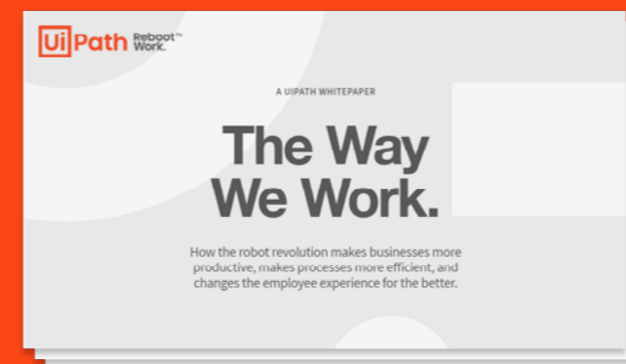 UiPath Reboot™
Work.
A UIPATH WHITEPAPER
The Way
We Work.
How the robot revolution makes businesses more
productive, makes processes more efficient, and
changes the employee experience for the better.